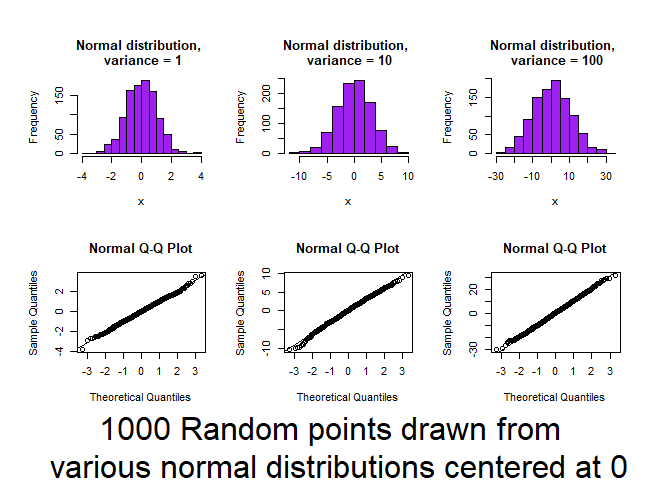 Normal distribution,
variance = 1
Normal distribution,
variance = 10
Normal distribution,
variance = 100
Frequency
0
50
150
-4
-2
0
2
4
x
Frequency
0
100
200
-10
-5
0
5
10
x
Frequency
0
50
150
-30
-10
10
30
x
Normal Q-Q Plot
Normal Q-Q Plot
Normal Q-Q Plot
Sample Quantiles
-4
-2
0
2
-3
-2
-1
0
1
2
3
Theoretical Quantiles
Sample Quantiles
-10
0
5
10
-3
-2
-1
0
1
2
3
Theoretical Quantiles
Sample Quantiles
-30
0
20
-3
-2
-1
0
1
2
3
Theoretical Quantiles
1000 Random points drawn from
various normal distributions centered at 0